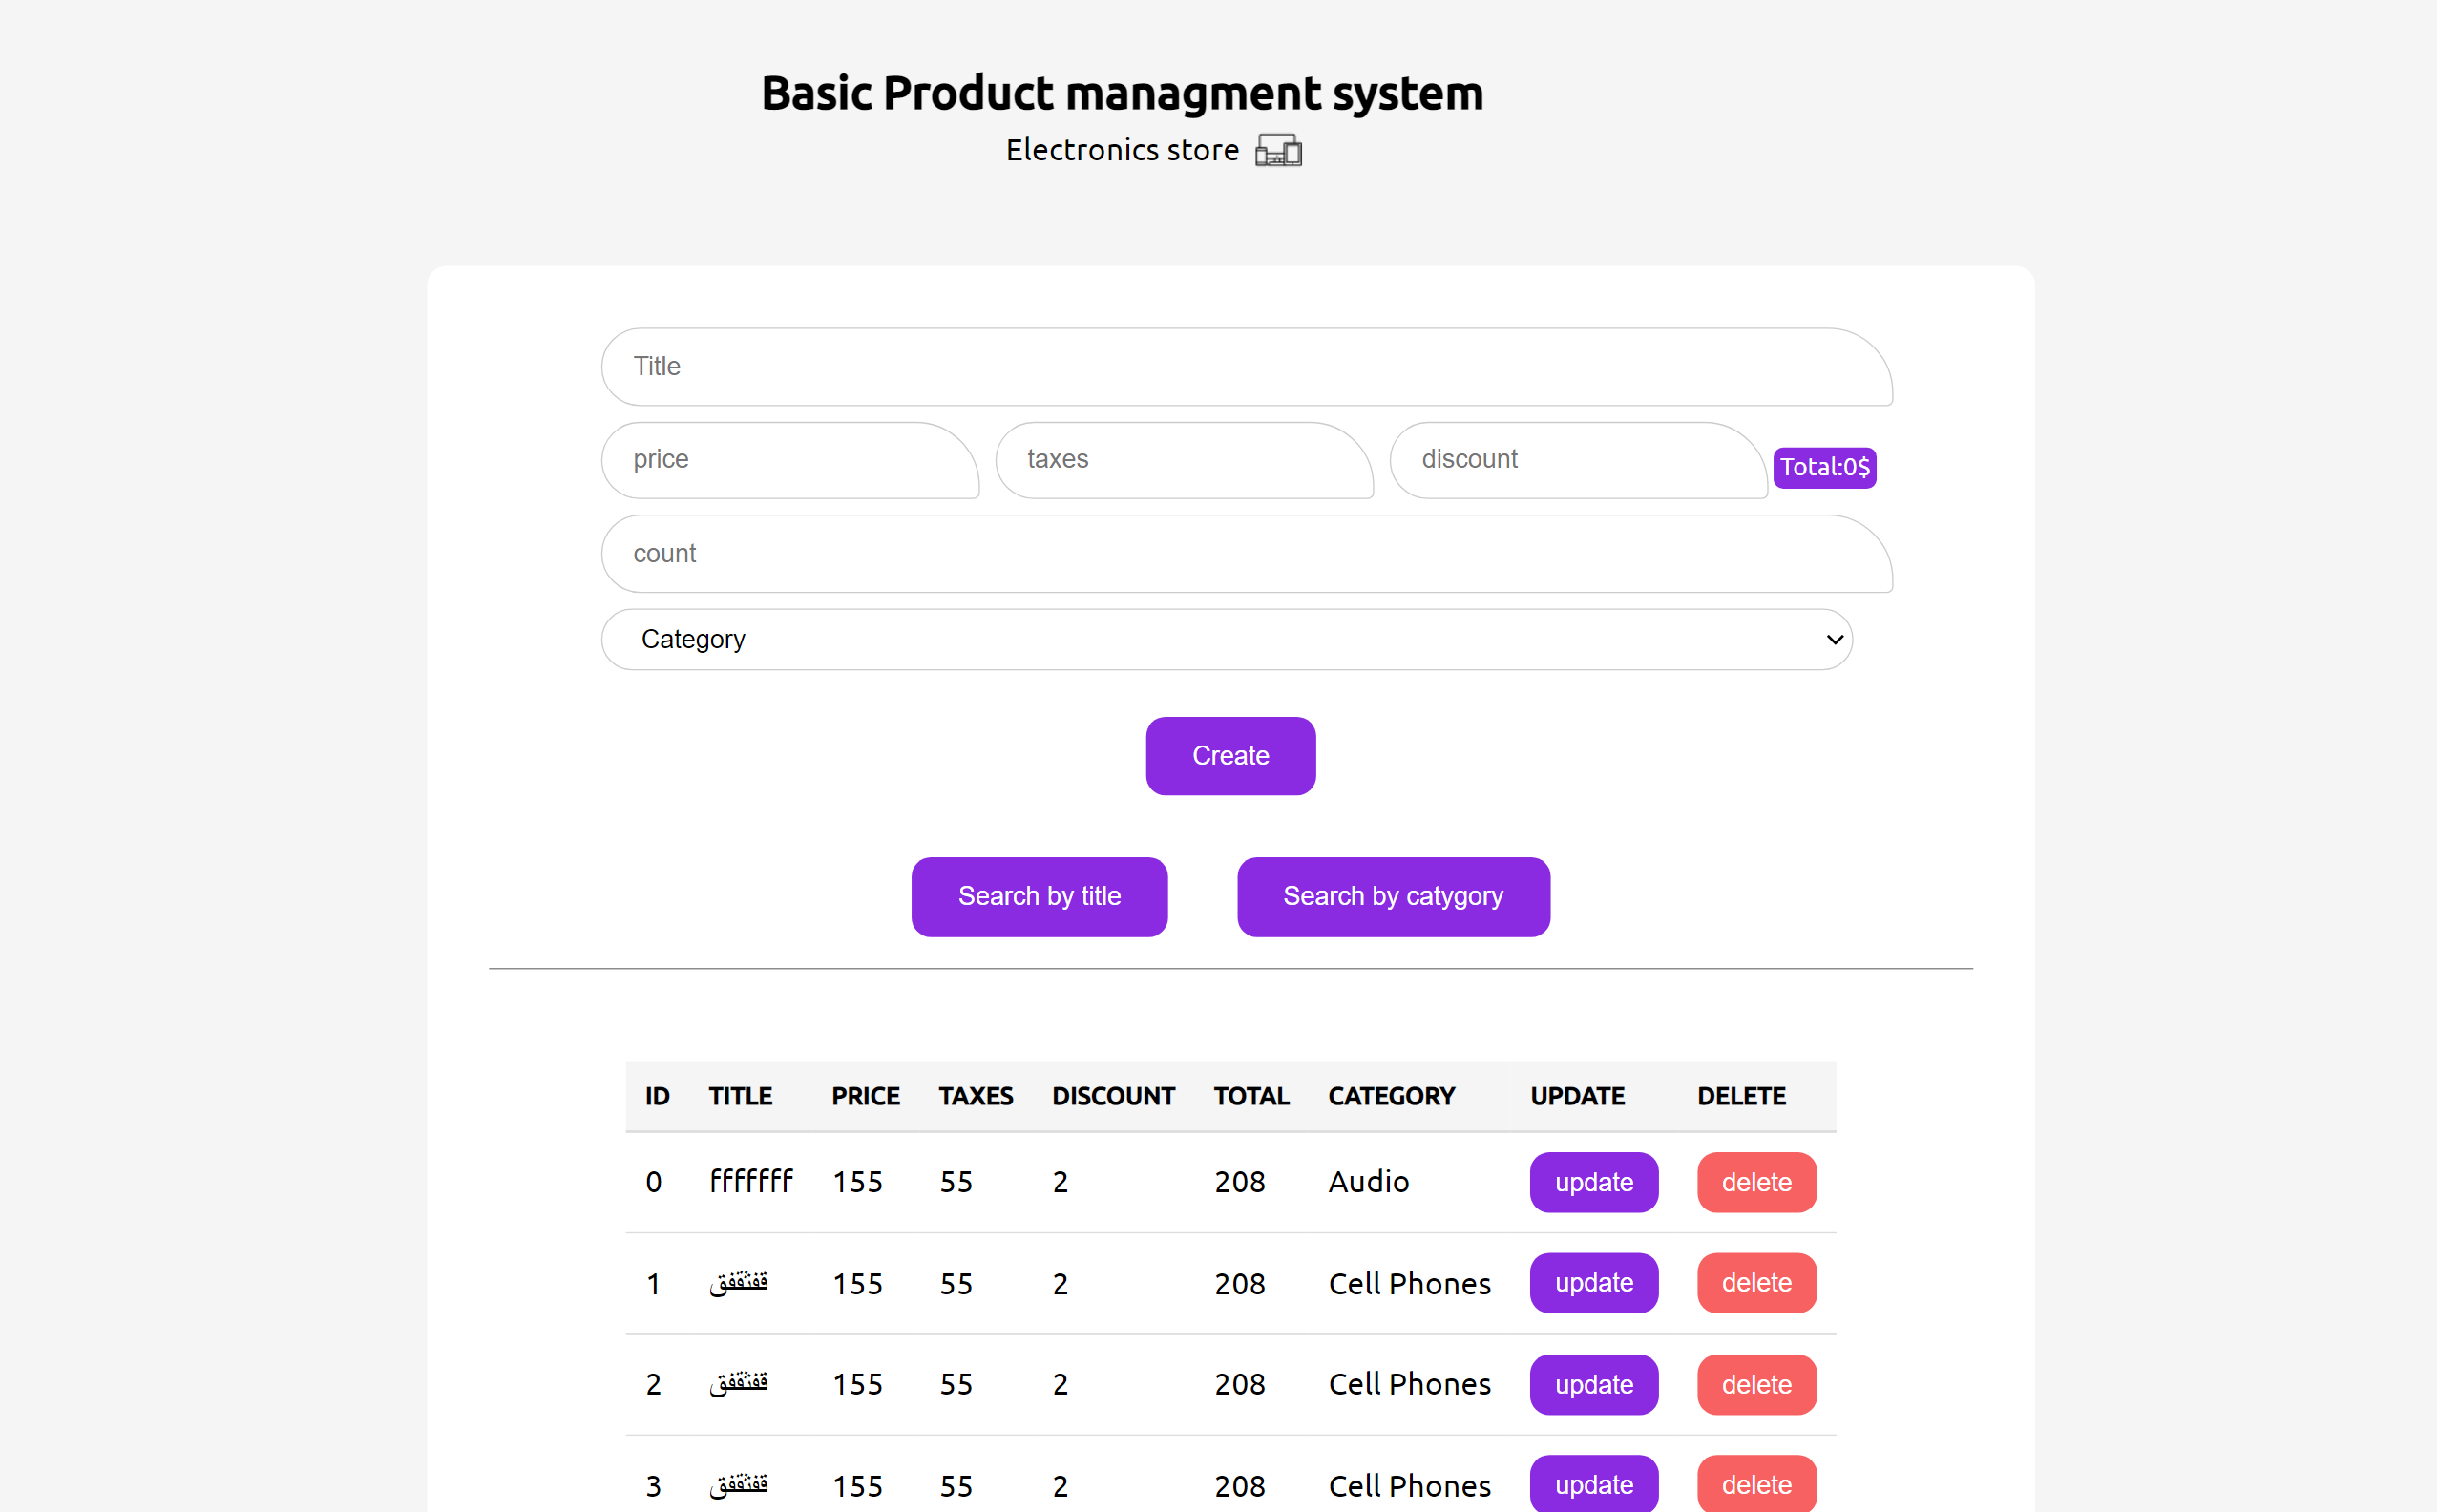 Basic Product managment system
Electronics store
Title
price taxes discount Total:0$
count
Category
Create
Search by title Search by catygory
ID TITLE PRICE TAXES DISCOUNT TOTAL CATEGORY UPDATE DELETE
0 fffffff 155 55 2 208 Audio update delete
1 155 55 2 208 Cell Phones update delete
2 155 55 2 208 Cell Phones update delete
3 155 55 2 208 Cell Phones update delete